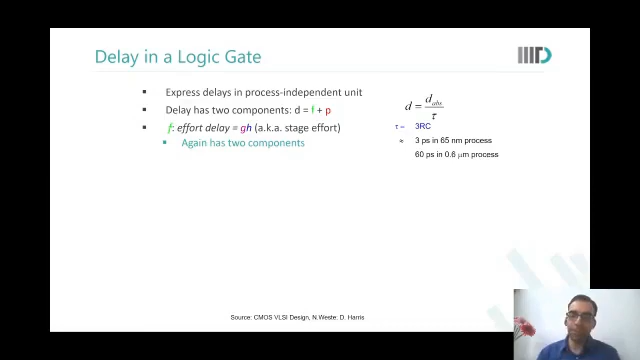 Delay in a Logic Gate
▪ Express delays in process-independent unit
▪ Delay has two components: d = f + p
▪ f: effort delay = gh (a.k.a. stage effort)
▪ Again has two components
d = d_abs / τ
τ = 3RC
≈ 3 ps in 65 nm process
60 ps in 0.6 μm process
Source: CMOS VLSI Design, N.Weste: D. Harris